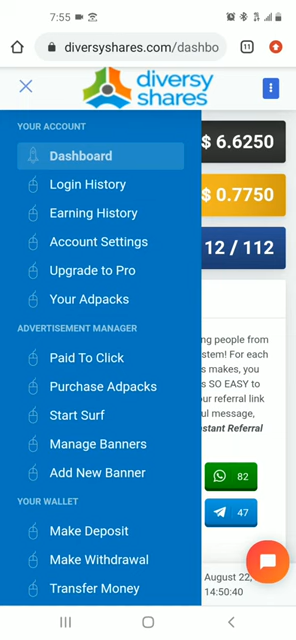 7:55
diversyshares.com/dashbo
11
diversy
shares
YOUR ACCOUNT
Dashboard
$ 6.6250
Login History
$ 0.7750
Earning History
Account Settings
12 / 112
Upgrade to Pro
Your Adpacks
ADVERTISEMENT MANAGER
ng people from
Paid To Click
stem! For each
s makes, you
Purchase Adpacks
s SO EASY to
ur referral link
Start Surf
ul message,
stant Referral
Manage Banners
Add New Banner
82
YOUR WALLET
47
Make Deposit
Make Withdrawal
August 22,
Transfer Money
14:50:40